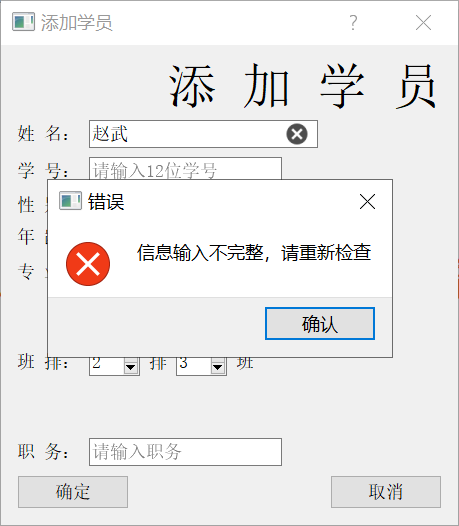 添加学员
添 加 学 员
姓 名： 赵武
学 号： 请输入12位学号
错误
信息输入不完整，请重新检查
确认
年
专
班 排： 2 排 3 班
职 务： 请输入职务
确定 取消